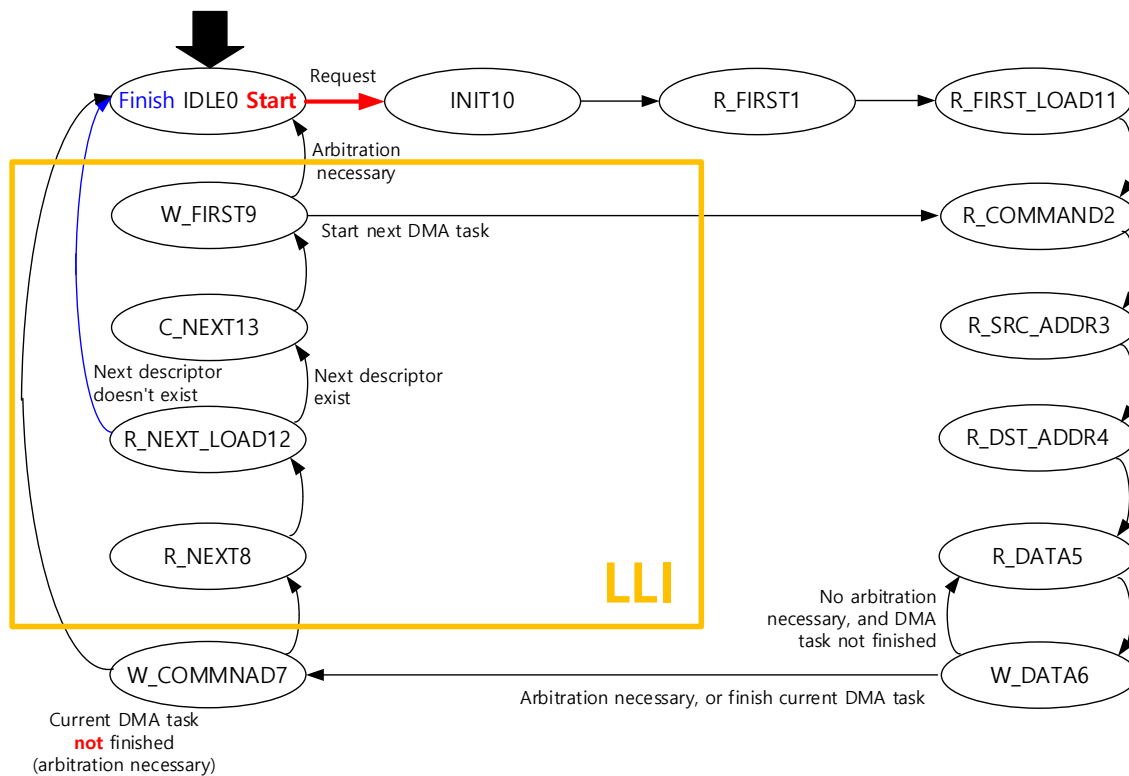 Request
Finish IDLE0 Start
INIT10
R_FIRST1
R_FIRST_LOAD11
Arbitration
necessary
W_FIRST9
Start next DMA task
R_COMMAND2
C_NEXT13
R_SRC_ADDR3
Next descriptor
doesn't exist
Next descriptor
exist
R_NEXT_LOAD12
R_DST_ADDR4
R_NEXT8
LLI
R_DATA5
No arbitration
necessary, and DMA
task not finished
W_COMMNAD7
W_DATA6
Arbitration necessary, or finish current DMA task
Current DMA task
not finished
(arbitration necessary)